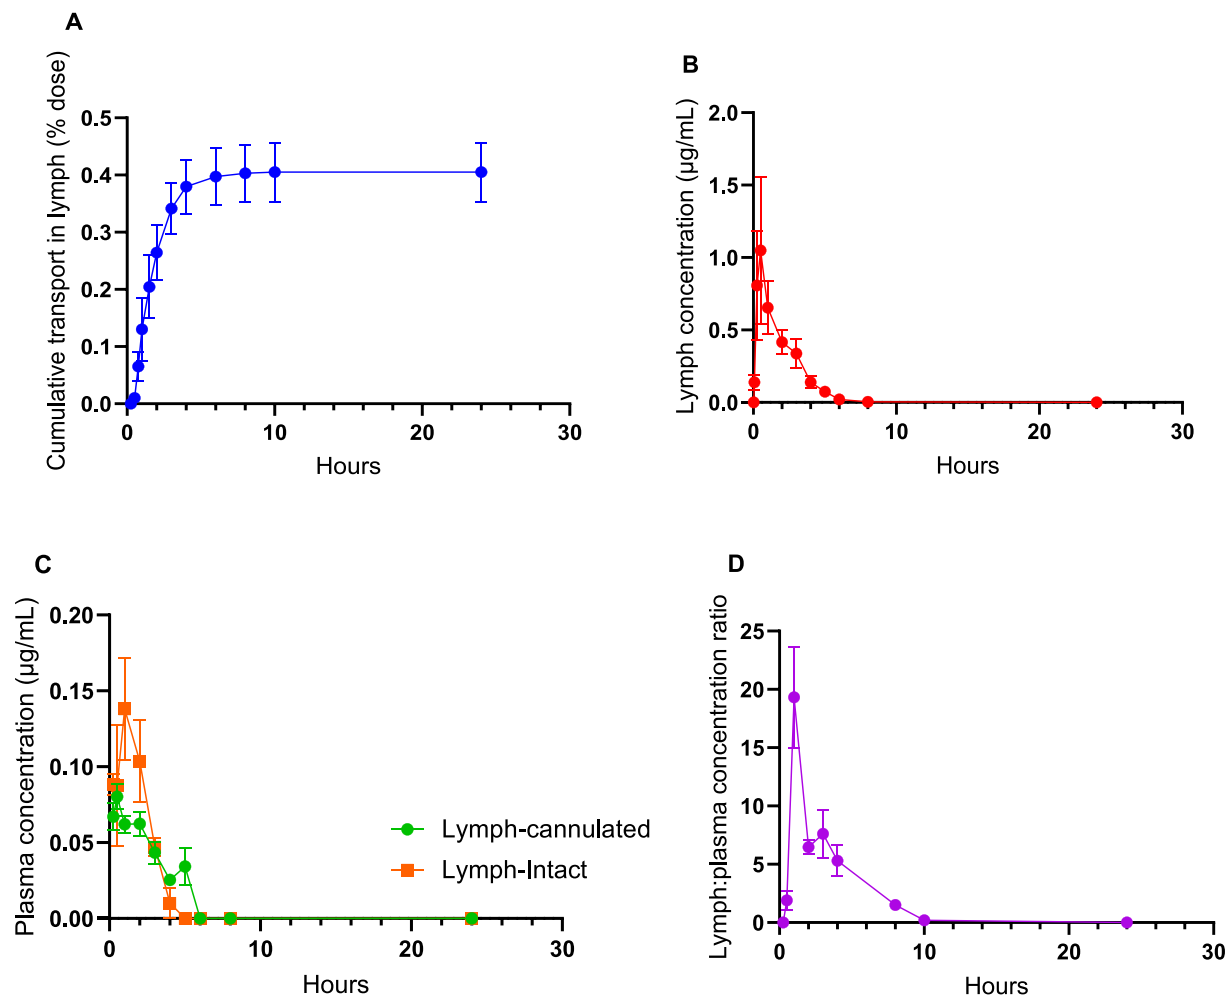 A
Cumulative transport in lymph (% dose)
0.5
0.4
0.3
0.2
0.1
0.0
0 10 20 30
Hours
B
Lymph concentration (μg/mL)
2.0
1.5
1.0
0.5
0.0
0 10 20 30
Hours
C
Plasma concentration (μg/mL)
0.20
0.15
0.10
0.05
0.00
0 10 20 30
Hours
Lymph-cannulated
Lymph-Intact
D
Lymph:plasma concentration ratio
25
20
15
10
5
0
0 10 20 30
Hours